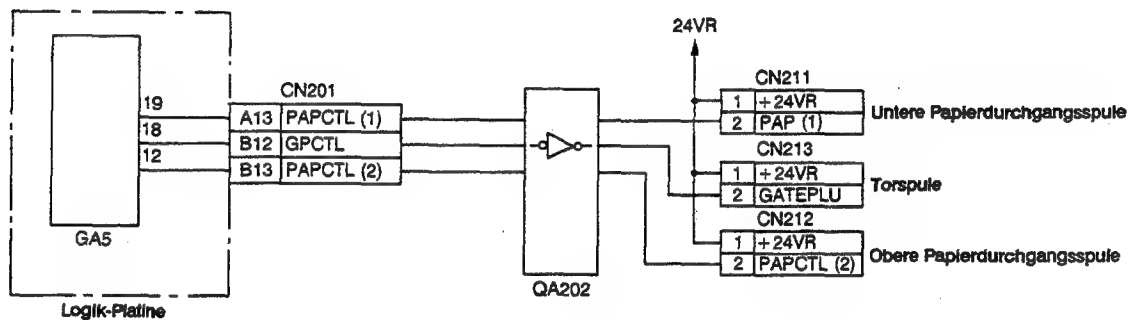 24VR
CN201
CN211
19
A13 PAPCTL (1)
1 +24VR
2 PAP (1)
Untere Papierdurchgangsspule
18
B12 GPCTL
12
B13 PAPCTL (2)
CN213
1 +24VR
2 GATEPLU
Torspule
CN212
1 +24VR
2 PAPCTL (2)
Obere Papierdurchgangsspule
GA5
QA202
Logik-Platine